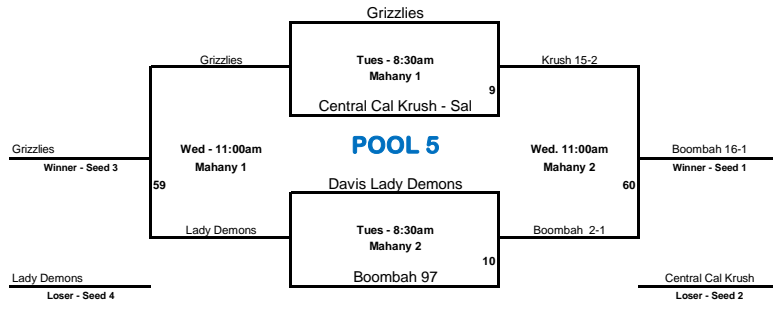 Grizzlies
Grizzlies
Tues - 8:30am
Krush 15-2
Mahany 1
9
Central Cal Krush - Sal
Grizzlies
Wed - 11:00am
POOL 5
Wed. 11:00am
Boombah 16-1
Winner - Seed 3
Mahany 1
Mahany 2
Winner - Seed 1
59
Davis Lady Demons
60
Lady Demons
Tues - 8:30am
Boombah  2-1
Mahany 2
10
Lady Demons
Boombah 97
Central Cal Krush
Loser - Seed 4
Loser - Seed 2